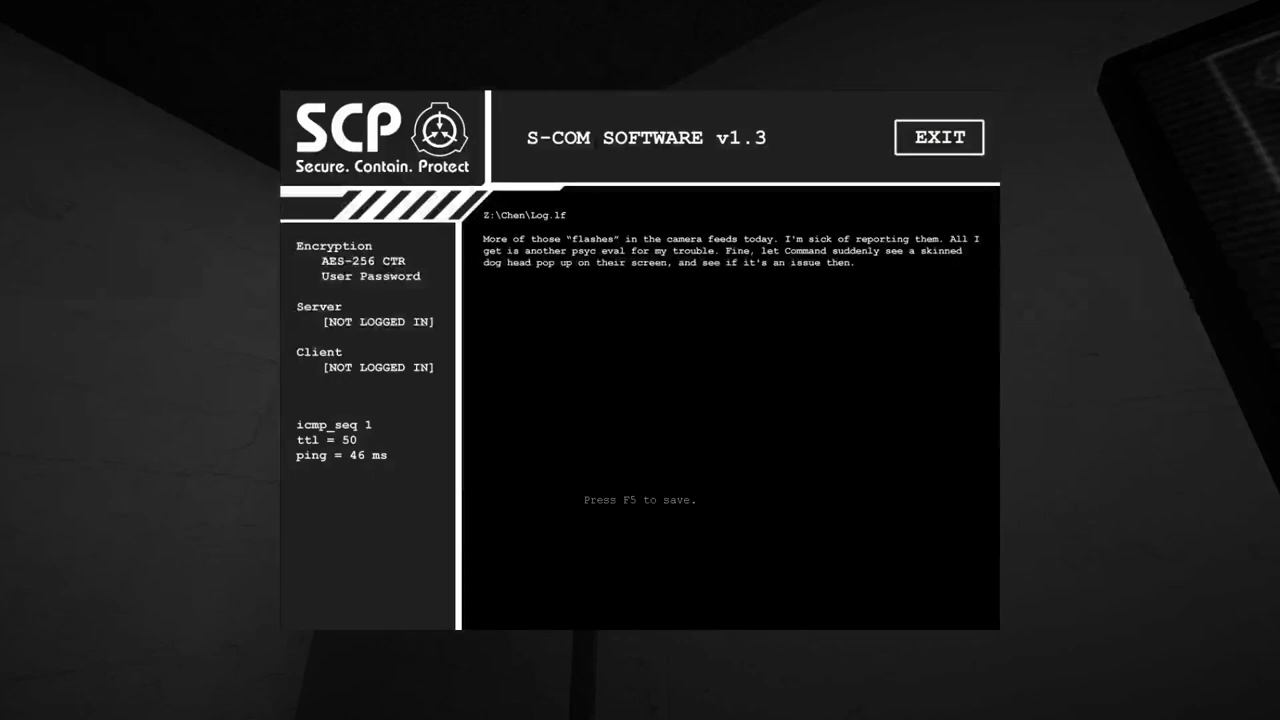 SCP
Secure. Contain. Protect
S-COM SOFTWARE v1.3
EXIT
Encryption
AES-256 CTR
User Password
Server
[NOT LOGGED IN]
Client
[NOT LOGGED IN]
icmp_seq 1
ttl = 50
ping = 46 ms
Z:\Chen\Log.lf
More of those “flashes” in the camera feeds today. I'm sick of reporting them. All I
get is another psyc eval for my trouble. Fine, let Command suddenly see a skinned
dog head pop up on their screen, and see if it's an issue then.
Press F5 to save.